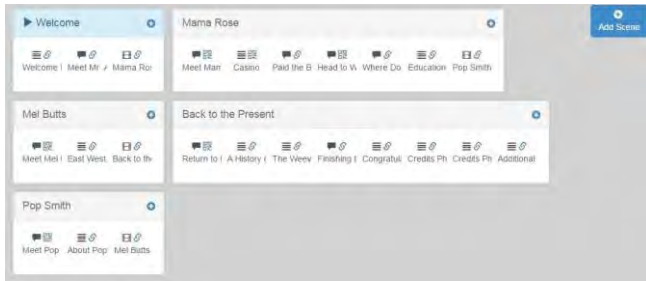 Welcome
Welcome Meet Mr. Mama Ror
Mama Rose
Meet Mam Casino Paid the B Head to W Where Do Education Pop Smith
Add Scene
Mel Butts
Meet Mel East West Back to the
Back to the Present
Return to A History The Weev Finishing Congratul Credits Ph Credits Ph Additional
Pop Smith
Meet Pop About Pop Mel Butts